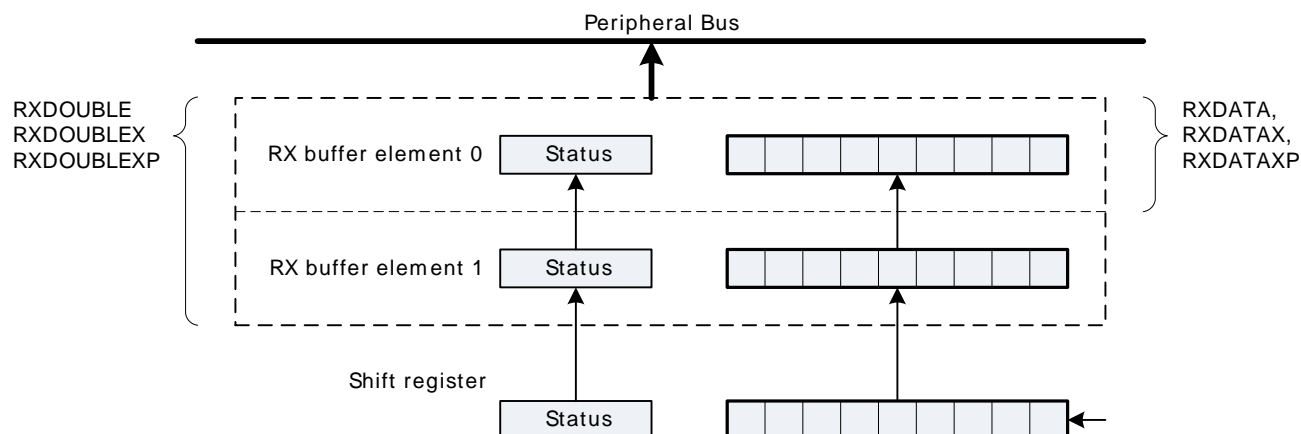 Peripheral Bus
RXDOUBLE
RXDOUBLEX
RXDOUBLEXP
RXDATA,
RXDATAX,
RXDATAXP
RX buffer element 0
Status
RX buffer element 1
Status
Shift register
Status